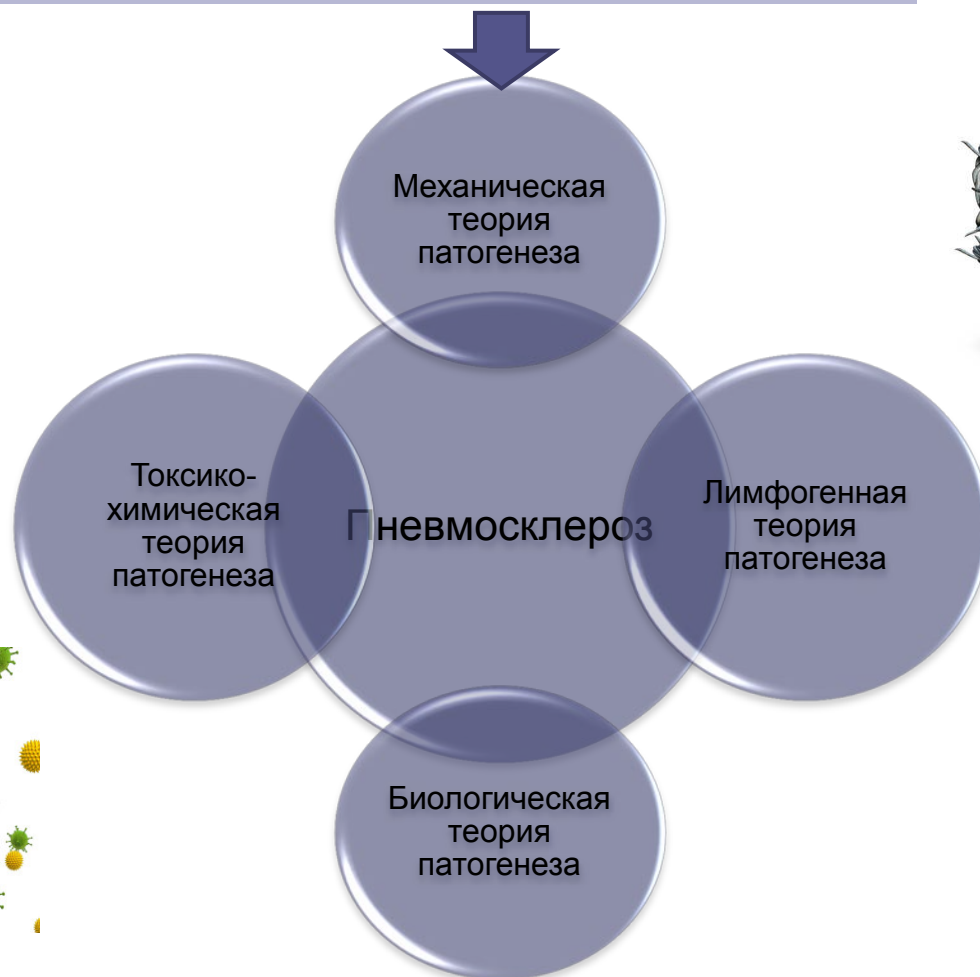 Механическая
теория
патогенеза
Токсико-
химическая
теория
патогенеза
Пневмосклероз
Лимфогенная
теория
патогенеза
Биологическая
теория
патогенеза